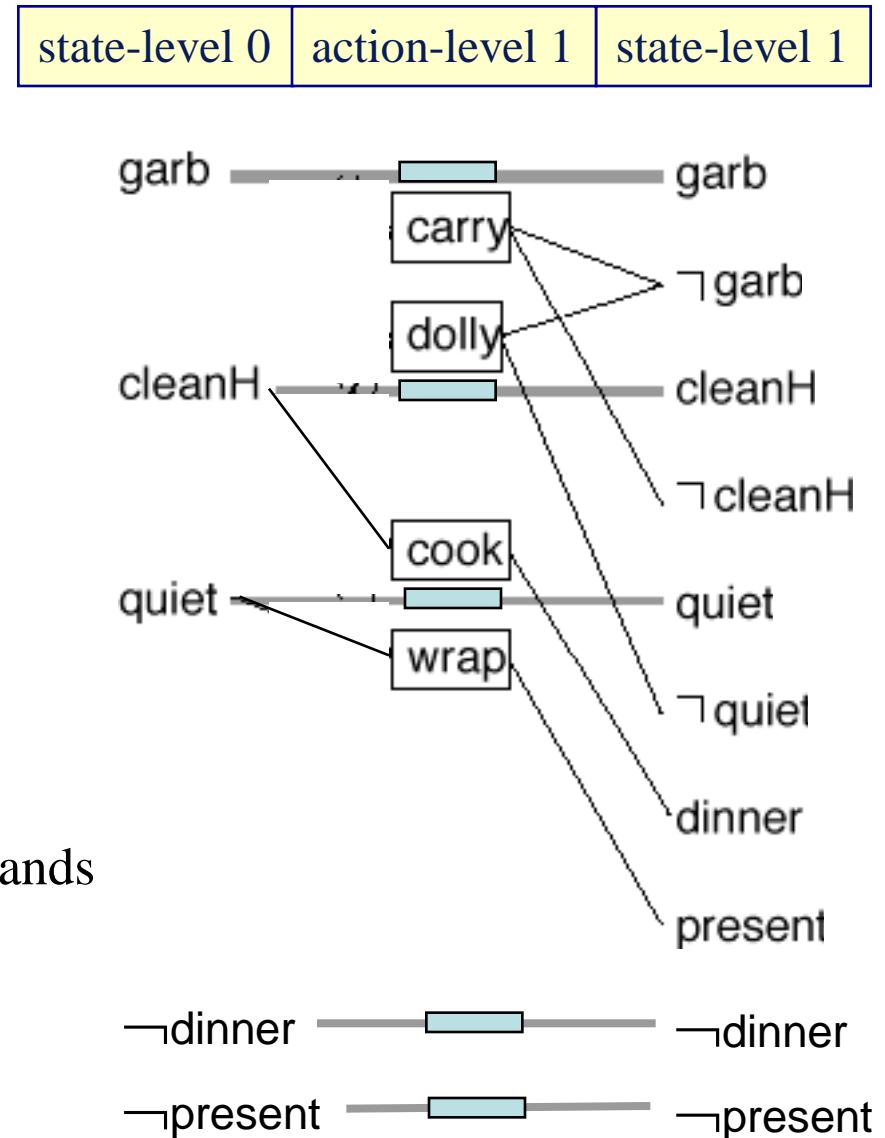 state-level 0 action-level 1 state-level 1
garb garb
carry
¬garb
dolly
cleanH cleanH
¬cleanH
cook
quiet quiet
wrap
¬quiet
dinner
ands
present
¬dinner ¬dinner
¬present ¬present